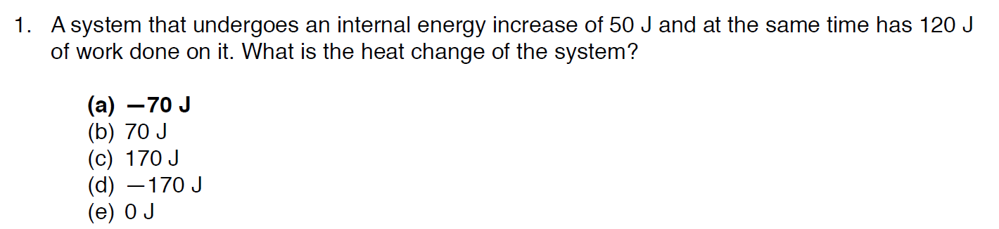 1. A system that undergoes an internal energy increase of 50 J and at the same time has 120 J
of work done on it. What is the heat change of the system?
(a) —70 J
(b) 70 J
(c) 170 J
(d) —170 J
(e) 0 J